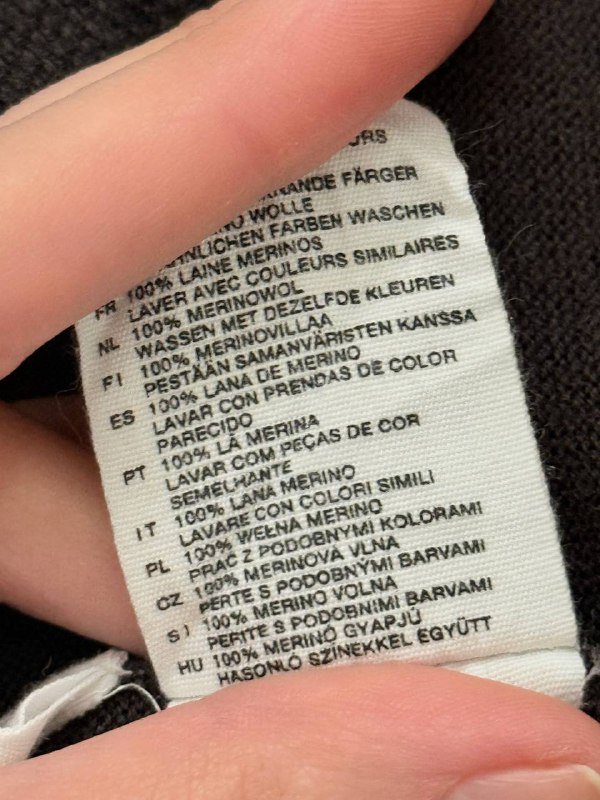 FÄRGER
WOLLE
FARBEN WASCHEN
FR 100% LAINE MERINOS
LAVER AVEC COULEURS SIMILAIRES
NL 100% MERINOWOL
WASSEN MET DEZELFDE KLEUREN
FI 100% MERINOVILLAA
PESTÄÄN SAMANVÄRISTEN KANSSA
ES 100% LANA DE MERINO
LAVAR CON PRENDAS DE COLOR
PARECIDO
PT 100% LÃ MERINA
LAVAR COM PEÇAS DE COR
SEMELHANTE
IT 100% LANA MERINO
LAVARE CON COLORI SIMILI
PL 100% WEŁNA MERINO
PRAĆ Z PODOBNYMI KOLORAMI
CZ 100% MERINOVÁ VLNA
PERTE S PODOBNÝMI BARVAMI
SI 100% MERINO VOLNA
PERITE S PODOBNIMI BARVAMI
HU 100% MERINÓ GYAPJÚ
HASONLÓ SZÍNEKKEL EGYÜTT